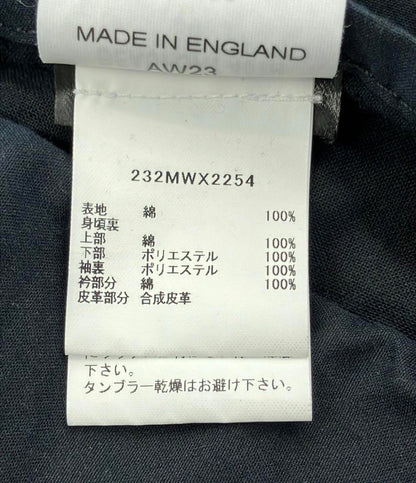 MADE IN ENGLAND
AW23
232MWX2254
表地 綿 100%
身頃裏
上部 綿 100%
下部 ポリエステル 100%
袖裏 ポリエステル 100%
衿部分 綿 100%
皮革部分 合成皮革
下さい。
タンブラー乾燥はお避け下さい。